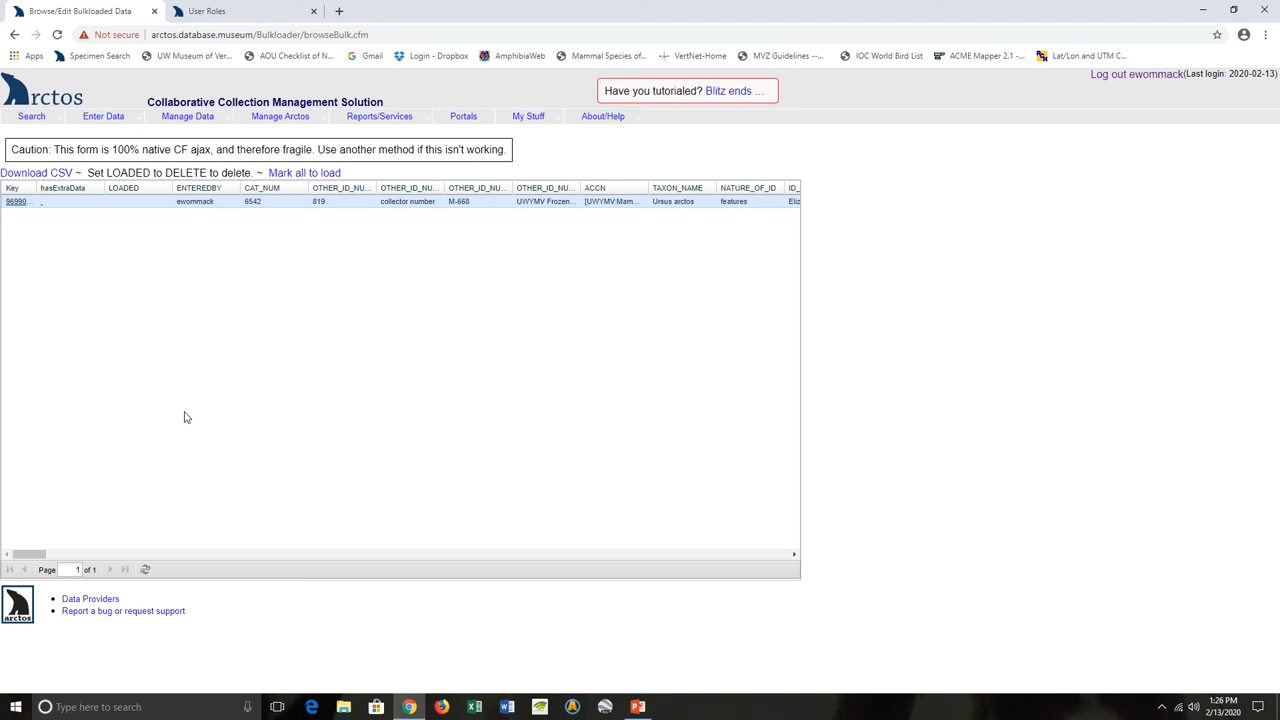 Browse/Edit Bulkloaded Data
User Roles
Not secure
arctos.database.museum/Bulkloader/browseBulk.cfm
Apps
Specimen Search
UW Museum of Ver...
AOU Checklist of N...
Gmail
Login - Dropbox
AmphibiaWeb
Mammal Species of...
VertNet-Home
MVZ Guidelines --...
IOC World Bird List
ACME Mapper 2.1 -...
Lat/Lon and UTM C...
Log out ewommack(Last login: 2020-02-13)
Have you tutorialed? Blitz ends ...
Arctos
Collaborative Collection Management Solution
Search
Enter Data
Manage Data
Manage Arctos
Reports/Services
Portals
My Stuff
About/Help
Caution: This form is 100% native CF ajax, and therefore fragile. Use another method if this isn't working.
Download CSV ~ Set LOADED to DELETE to delete. ~ Mark all to load
Key hasExtraData LOADED ENTEREDBY CAT_NUM OTHER_ID_NU... OTHER_ID_NU... OTHER_ID_NU... OTHER_ID_NU... ACCN TAXON_NAME NATURE_OF_ID ID_
96990... ewommack 6542 819 collector number M-668 UWYMV Frozen... [UWYMV:Mam... Ursus arctos features Eliz
Page 1 of 1
arctos
Data Providers
Report a bug or request support
Type here to search
1:26 PM
2/13/2020